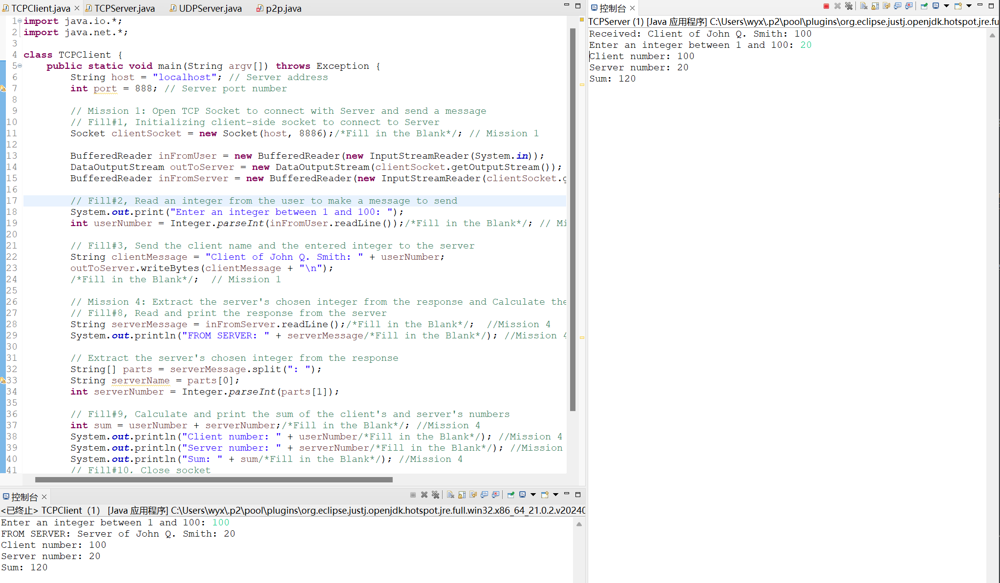 TCPClient.java TCPServer.java UDPServer.java p2p.java
1 import java.io.*;
2 import java.net.*;
3
4 class TCPClient {
5 public static void main(String argv[]) throws Exception {
6 String host = "localhost"; // Server address
7 int port = 888; // Server port number
8
9 // Mission 1: Open TCP Socket to connect with Server and send a message
10 // Fill#1, Initializing client-side socket to connect to Server
11 Socket clientSocket = new Socket(host, 8886);/*Fill in the Blank*/; // Mission 1
12
13 BufferedReader inFromUser = new BufferedReader(new InputStreamReader(System.in));
14 DataOutputStream outToServer = new DataOutputStream(clientSocket.getOutputStream());
15 BufferedReader inFromServer = new BufferedReader(new InputStreamReader(clientSocket.g
16
17 // Fill#2, Read an integer from the user to make a message to send
18 System.out.print("Enter an integer between 1 and 100: ");
19 int userNumber = Integer.parseInt(inFromUser.readLine());/*Fill in the Blank*/; // Mi
20
21 // Fill#3, Send the client name and the entered integer to the server
22 String clientMessage = "Client of John Q. Smith: " + userNumber;
23 outToServer.writeBytes(clientMessage + "\n");
24 /*Fill in the Blank*/; // Mission 1
25
26 // Mission 4: Extract the server's chosen integer from the response and Calculate the
27 // Fill#8, Read and print the response from the server
28 String serverMessage = inFromServer.readLine();/*Fill in the Blank*/; //Mission 4
29 System.out.println("FROM SERVER: " + serverMessage/*Fill in the Blank*/); //Mission 4
30
31 // Extract the server's chosen integer from the response
32 String[] parts = serverMessage.split(": ");
33 String serverName = parts[0];
34 int serverNumber = Integer.parseInt(parts[1]);
35
36 // Fill#9, Calculate and print the sum of the client's and server's numbers
37 int sum = userNumber + serverNumber;/*Fill in the Blank*/; //Mission 4
38 System.out.println("Client number: " + userNumber/*Fill in the Blank*/); //Mission 4
39 System.out.println("Server number: " + serverNumber/*Fill in the Blank*/); //Mission
40 System.out.println("Sum: " + sum/*Fill in the Blank*/); //Mission 4
41 // Fill#10, Close socket
控制台
<已终止> TCPClient (1) [Java 应用程序] C:\Users\wyx\.p2\pool\plugins\org.eclipse.justj.openjdk.hotspot.jre.full.win32.x86_64_21.0.2.v20240
Enter an integer between 1 and 100: 100
FROM SERVER: Server of John Q. Smith: 20
Client number: 100
Server number: 20
Sum: 120
控制台
TCPServer (1) [Java 应用程序] C:\Users\wyx\.p2\pool\plugins\org.eclipse.justj.openjdk.hotspot.jre.fu
Received: Client of John Q. Smith: 100
Enter an integer between 1 and 100: 20
Client number: 100
Server number: 20
Sum: 120